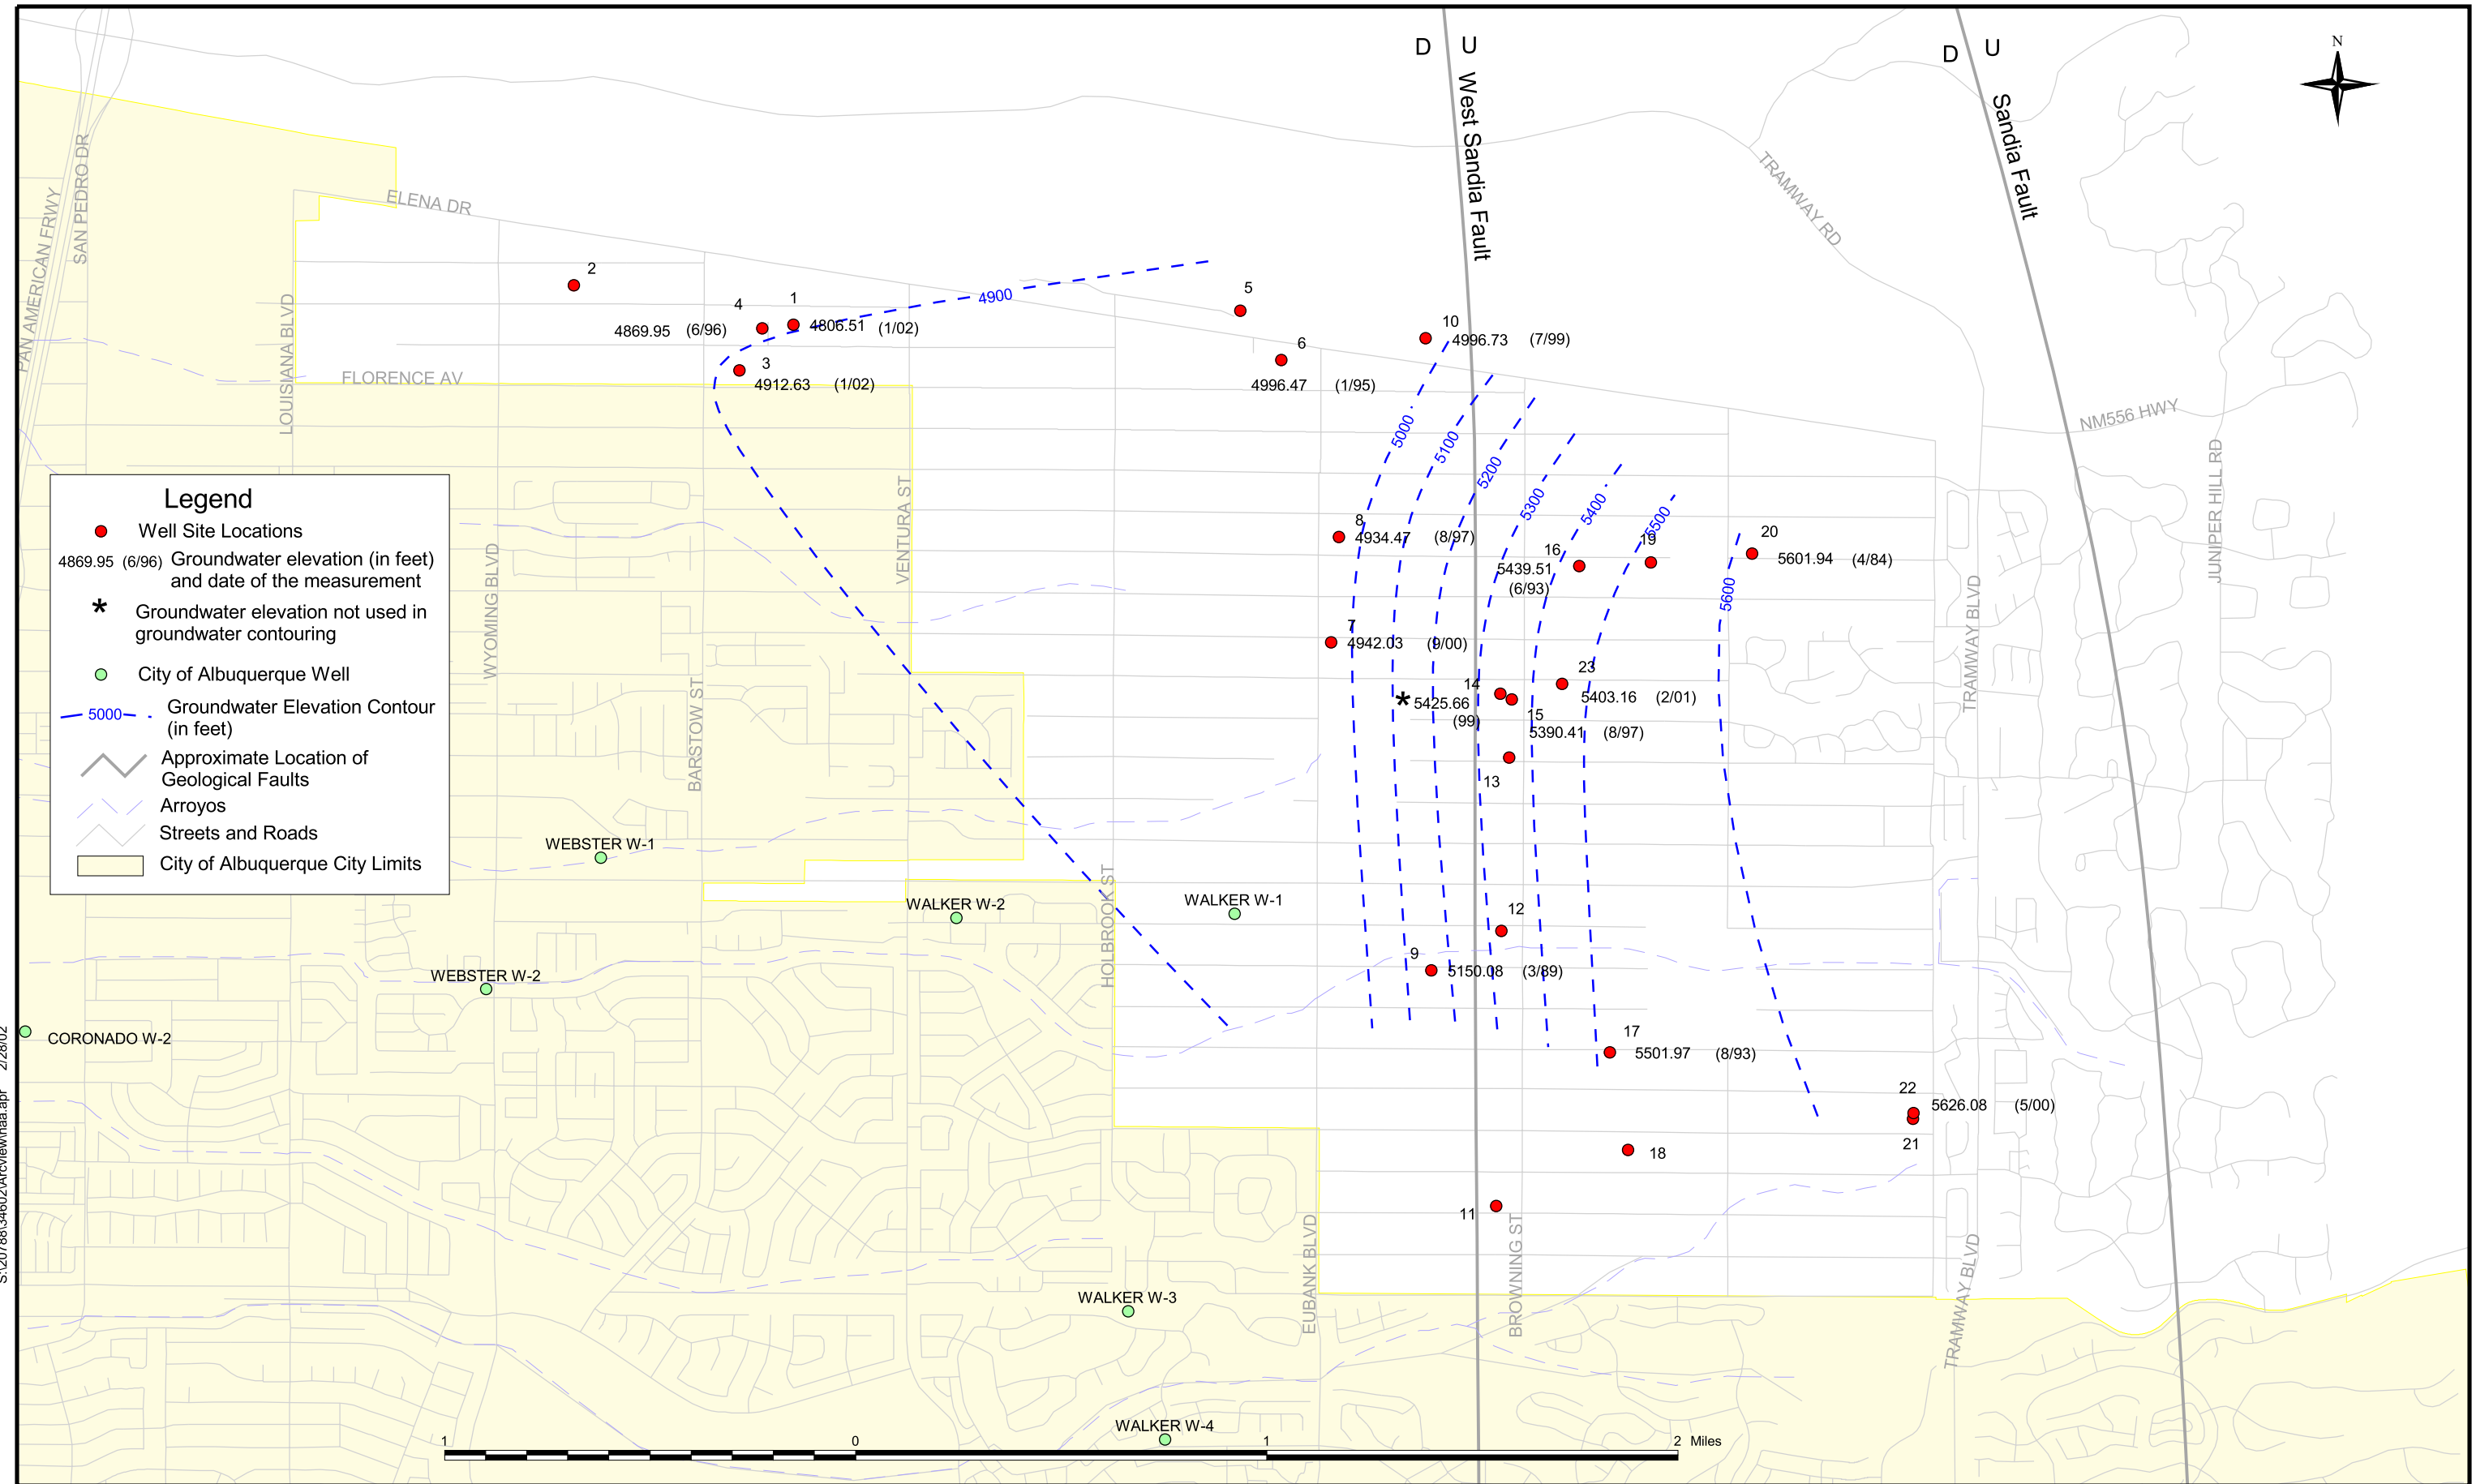 D U
D U
N
West Sandia Fault
Sandia Fault
TRAMWAY RD
SAN PEDRO DR
PAN AMERICAN FRWY
ELENA DR
2
4900
5
4
1
4869.95 (6/96)
4806.51 (1/02)
10
4996.73 (7/99)
6
LOUISIANA BLVD
FLORENCE AV
3
4912.63 (1/02)
4996.47 (1/95)
NM556 HWY
JUNIPER HILL RD
5000
5100
5200
5300
5400
5500
5600
Legend
Well Site Locations
4869.95 (6/96) Groundwater elevation (in feet)
and date of the measurement
* Groundwater elevation not used in
groundwater contouring
City of Albuquerque Well
5000 Groundwater Elevation Contour
(in feet)
Approximate Location of
Geological Faults
Arroyos
Streets and Roads
City of Albuquerque City Limits
WYOMING BLVD
VENTURA ST
BARSTOW ST
8
4934.47 (8/97)
16
5439.51
(6/93)
19
20
5601.94 (4/84)
TRAMWAY BLVD
7
4942.03 (9/00)
14
* 5425.66
(99)
23
5403.16 (2/01)
15
5390.41 (8/97)
13
WEBSTER W-1
WALKER W-2
HOLBROOK ST
WALKER W-1
12
9
5150.08 (3/89)
WEBSTER W-2
CORONADO W-2
17
5501.97 (8/93)
22
5626.08 (5/00)
21
18
11
EUBANK BLVD
BROWNING ST
TRAMWAY BLVD
WALKER W-3
WALKER W-4
1 0 1 2 Miles
S:\20788\34602\Arcview\naa.apr 2/28/02